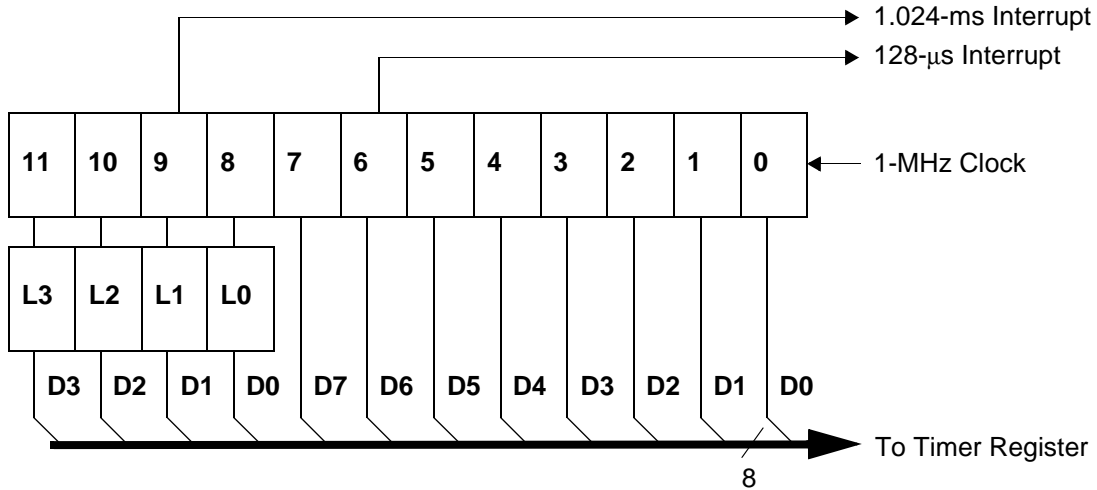 1.024-ms Interrupt
128-μs Interrupt
11 10 9 8 7 6 5 4 3 2 1 0
1-MHz Clock
L3 L2 L1 L0
D3 D2 D1 D0 D7 D6 D5 D4 D3 D2 D1 D0
To Timer Register
8